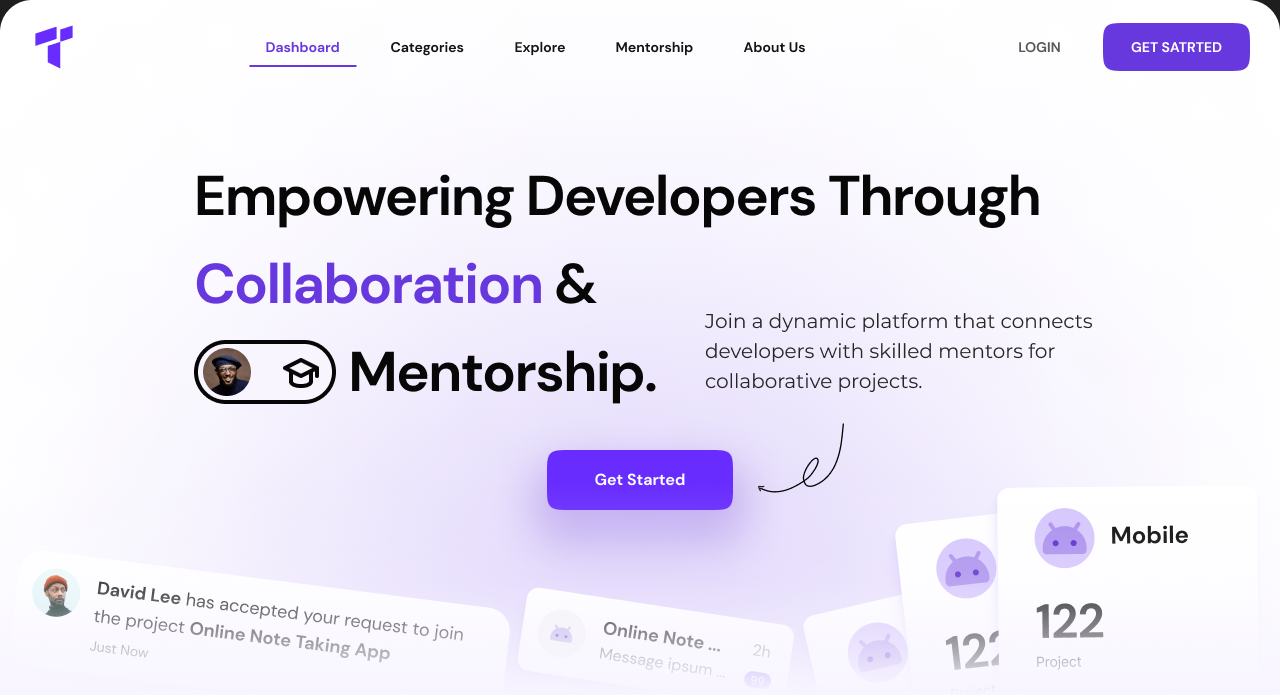 Dashboard
Categories
Explore
Mentorship
About Us
LOGIN
GET SATRTED
Empowering Developers Through
Collaboration &
Mentorship.
Join a dynamic platform that connects
developers with skilled mentors for
collaborative projects.
Get Started
David Lee has accepted your request to join
the project Online Note Taking App
Just Now
Online Note ...
2h
Message ipsum ...
99
122
Project
Mobile
122
Project